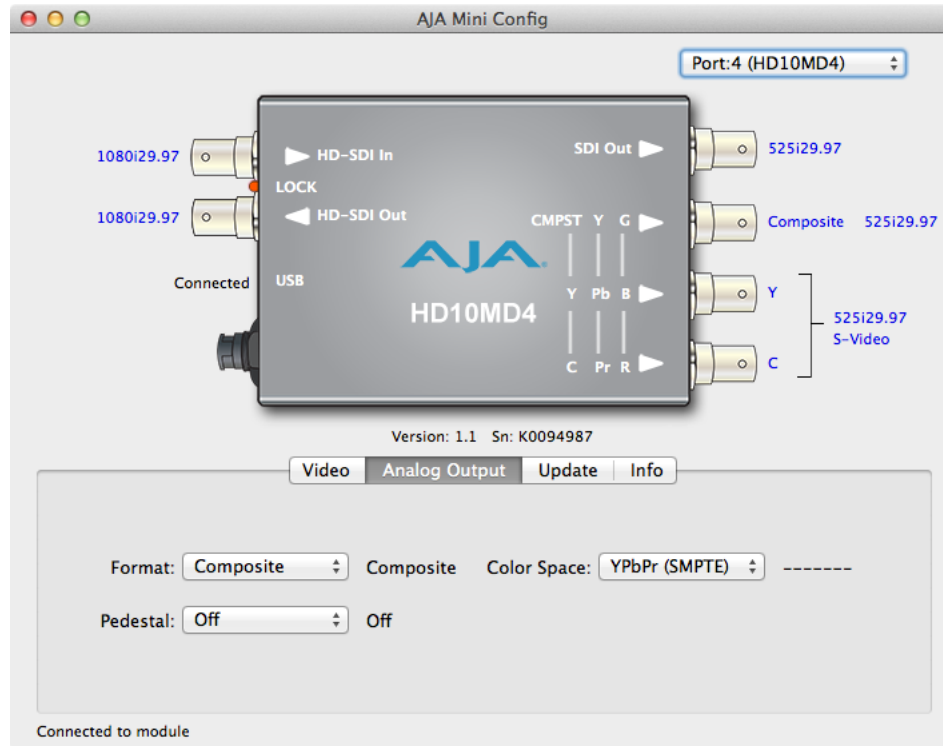 AJA Mini Config
Port:4 (HD10MD4)
1080i29.97
HD-SDI In
SDI Out
525i29.97
LOCK
1080i29.97
HD-SDI Out
CMPST Y G
Composite 525i29.97
AJA
Connected
USB
Y Pb B
Y
HD10MD4
525i29.97
S-Video
C Pr R
C
Version: 1.1 Sn: K0094987
Video Analog Output Update Info
Format: Composite Composite Color Space: YPbPr (SMPTE) -------
Pedestal: Off Off
Connected to module